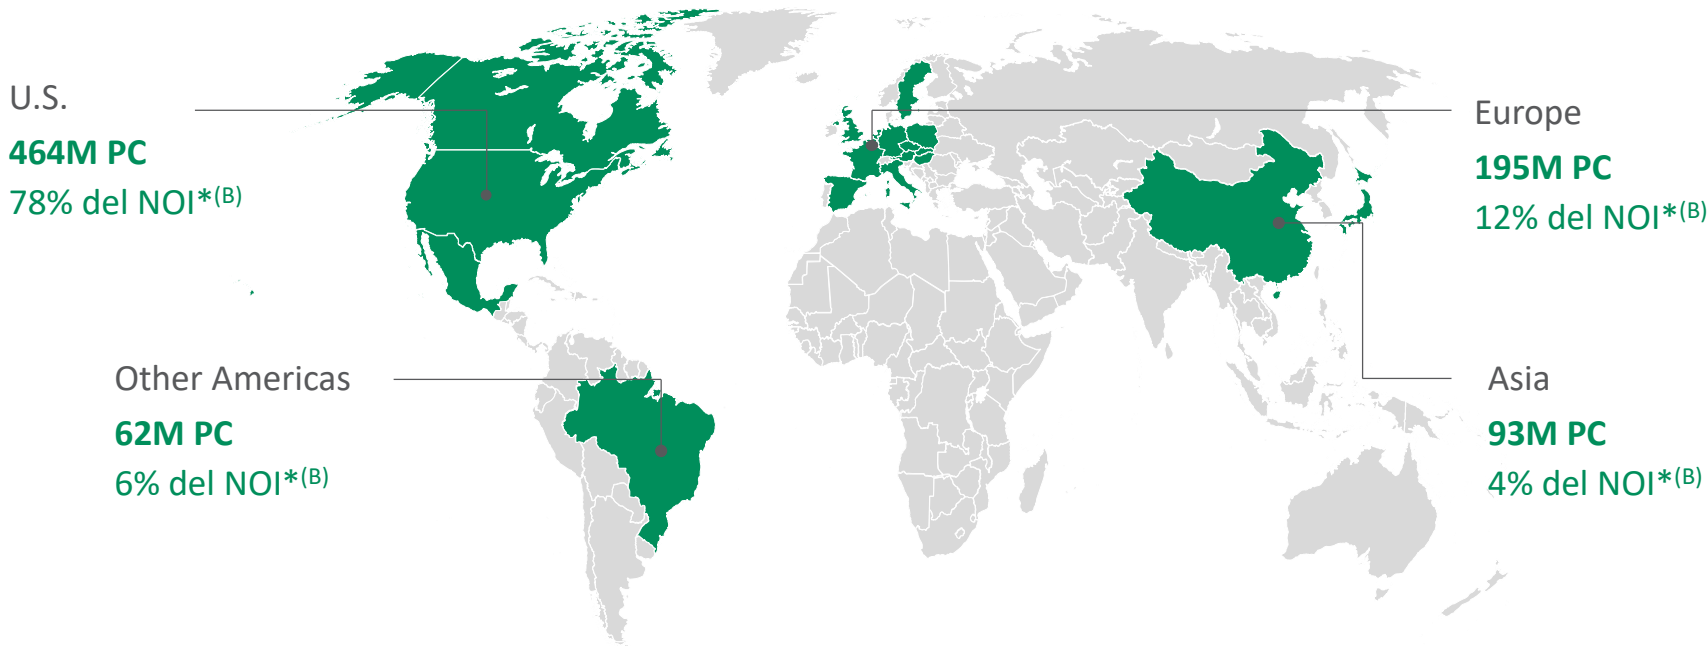 U.S.
464M PC
78% del NOI*(B)
Europe
195M PC
12% del NOI*(B)
Other Americas
62M PC
6% del NOI*(B)
Asia
93M PC
4% del NOI*(B)